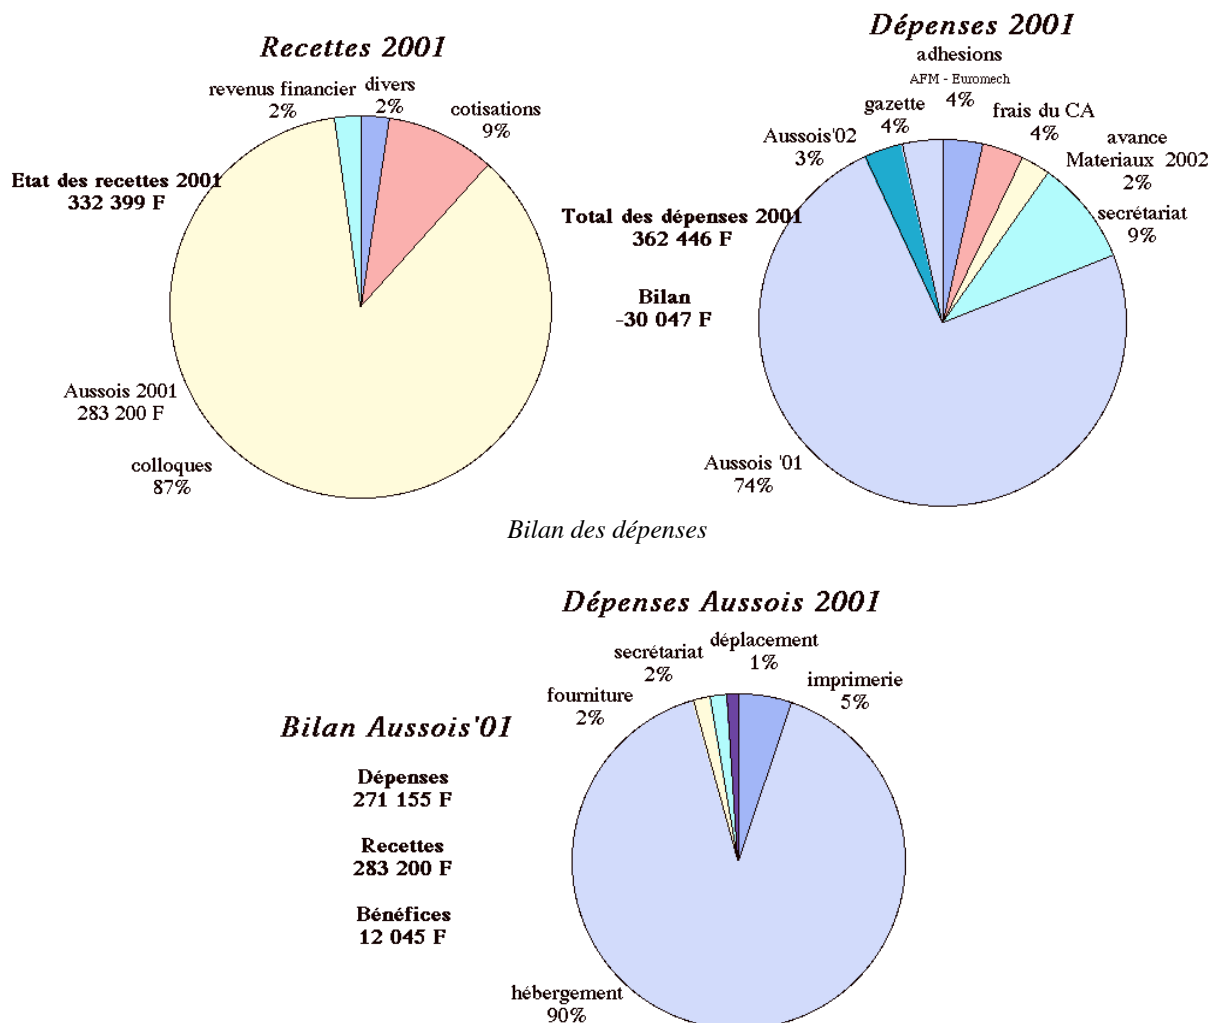 Recettes 2001
revenus financier
2%
divers
2%
cotisations
9%
Etat des recettes 2001
332 399 F
Aussois 2001
283 200 F
colloques
87%
Dépenses 2001
adhesions
AFM - Euromech
4%
gazette
4%
frais du CA
4%
Aussois'02
3%
avance
Materiaux 2002
2%
secrétariat
9%
Total des dépenses 2001
362 446 F
Bilan
-30 047 F
Aussois '01
74%
Bilan des dépenses
Dépenses Aussois 2001
secrétariat
2%
déplacement
1%
fourniture
2%
imprimerie
5%
Bilan Aussois'01
Dépenses
271 155 F
Recettes
283 200 F
Bénéfices
12 045 F
hébergement
90%